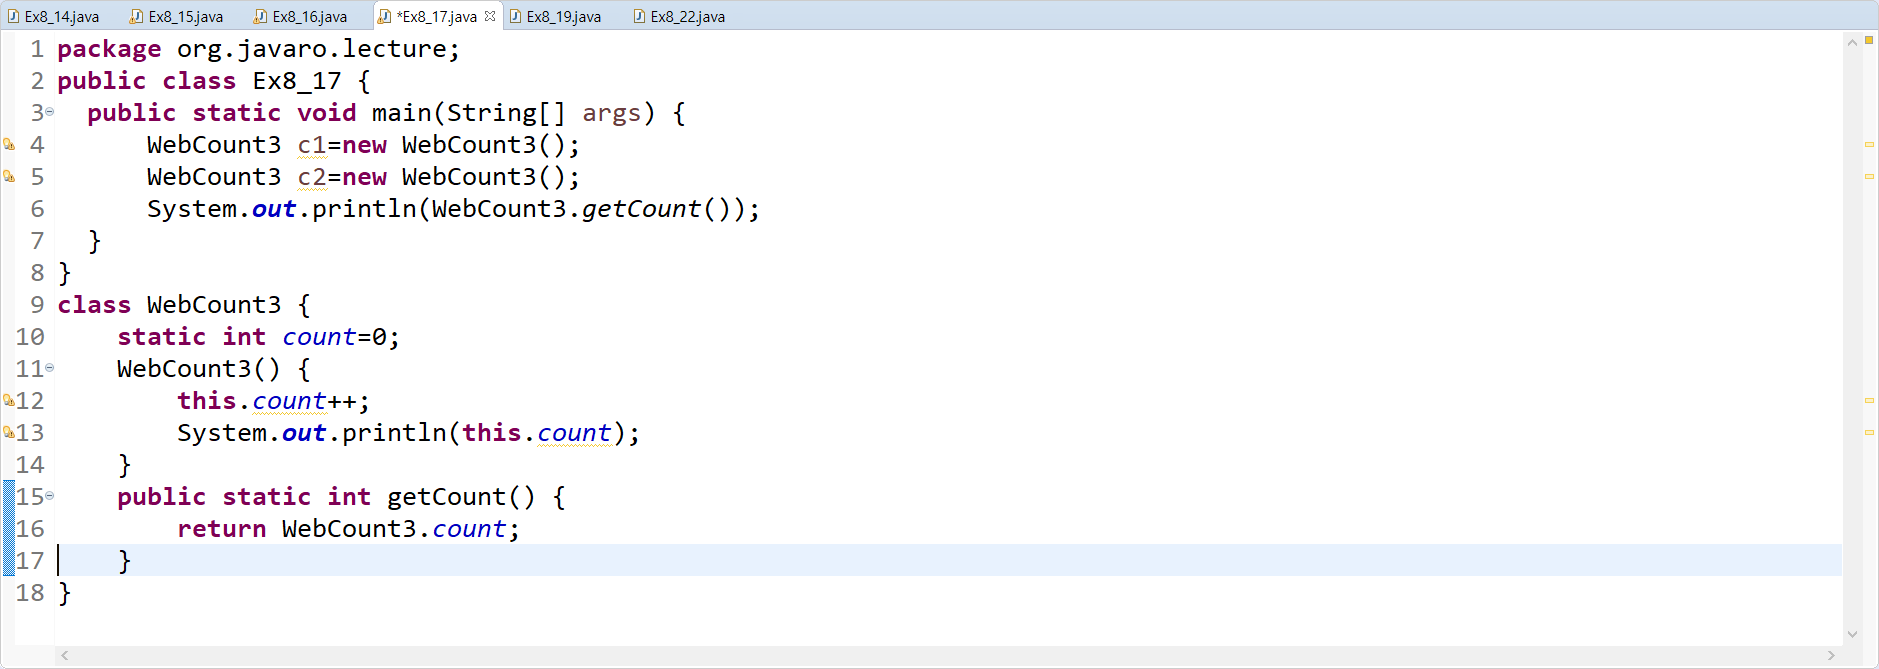 Ex8_14.java Ex8_15.java Ex8_16.java *Ex8_17.java Ex8_19.java Ex8_22.java
1 package org.javaro.lecture;
2 public class Ex8_17 {
3 public static void main(String[] args) {
4 WebCount3 c1=new WebCount3();
5 WebCount3 c2=new WebCount3();
6 System.out.println(WebCount3.getCount());
7 }
8 }
9 class WebCount3 {
10 static int count=0;
11 WebCount3() {
12 this.count++;
13 System.out.println(this.count);
14 }
15 public static int getCount() {
16 return WebCount3.count;
17 }
18 }